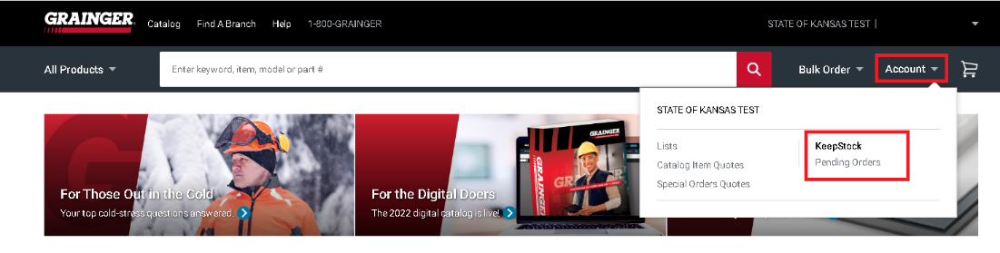 GRAINGER Catalog Find A Branch Help 1-800-GRAINGER STATE OF KANSAS TEST |
All Products Enter keyword, item, model or part # Bulk Order Account
STATE OF KANSAS TEST
Lists
Catalog Item Quotes
Special Orders Quotes
KeepStock
Pending Orders
For Those Out in the Cold
Your top cold-stress questions answered.
GRAINGER
For the Digital Doers
The 2022 digital catalog is live!